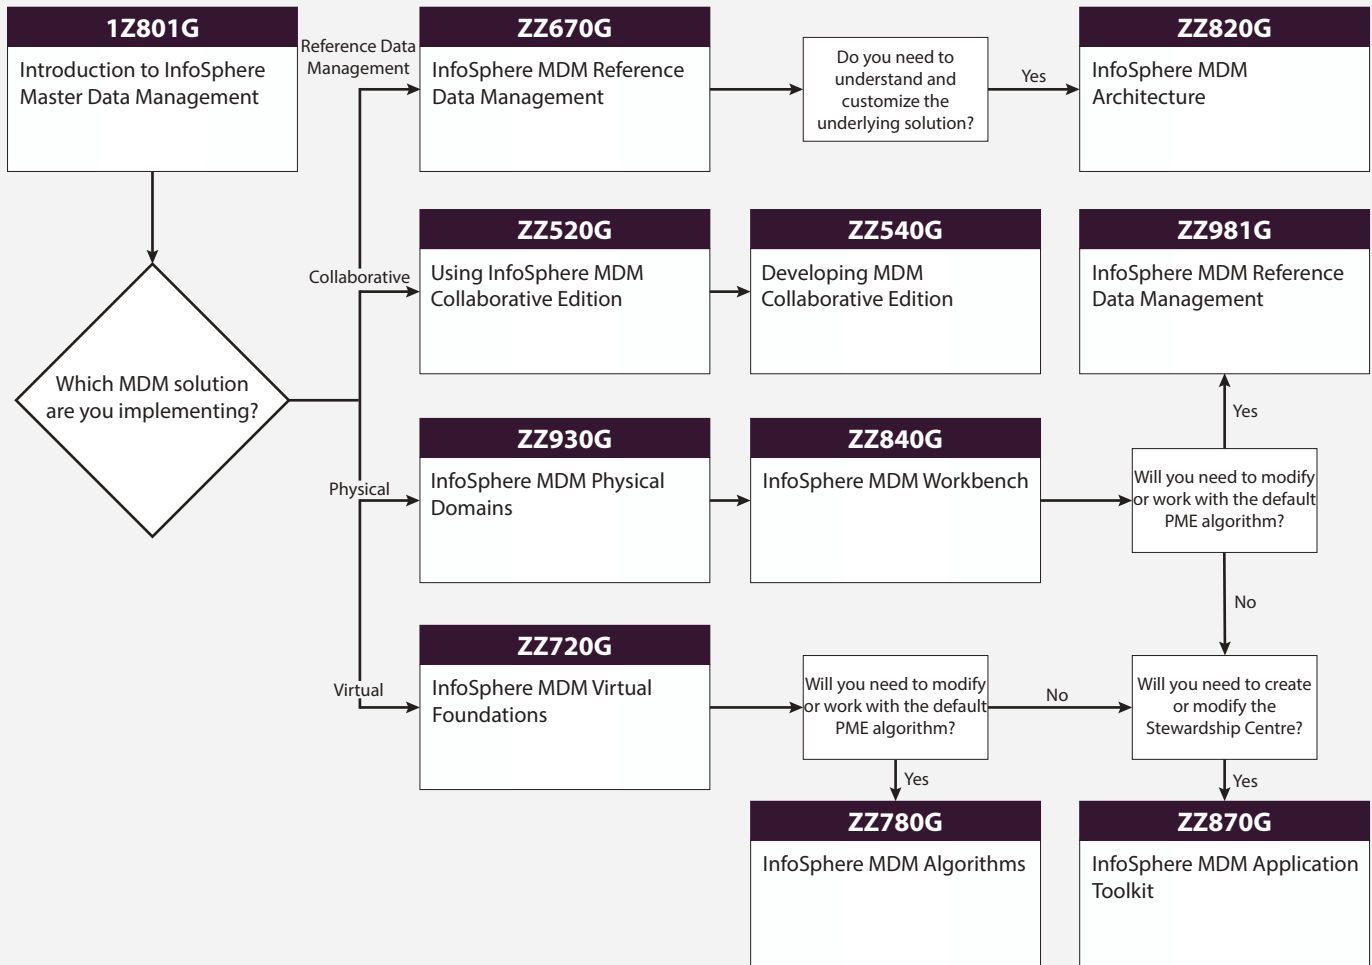 1Z801G
Introduction to InfoSphere
Master Data Management
Reference Data
Management
ZZ670G
InfoSphere MDM Reference
Data Management
Do you need to
understand and
customize the
underlying solution?
Yes
ZZ820G
InfoSphere MDM
Architecture
Which MDM solution
are you implementing?
Collaborative
ZZ520G
Using InfoSphere MDM
Collaborative Edition
ZZ540G
Developing MDM
Collaborative Edition
ZZ981G
InfoSphere MDM Reference
Data Management
Yes
Physical
ZZ930G
InfoSphere MDM Physical
Domains
ZZ840G
InfoSphere MDM Workbench
Will you need to modify
or work with the default
PME algorithm?
No
Virtual
ZZ720G
InfoSphere MDM Virtual
Foundations
Will you need to modify
or work with the default
PME algorithm?
No
Will you need to create
or modify the
Stewardship Centre?
Yes
Yes
ZZ780G
InfoSphere MDM Algorithms
ZZ870G
InfoSphere MDM Application
Toolkit